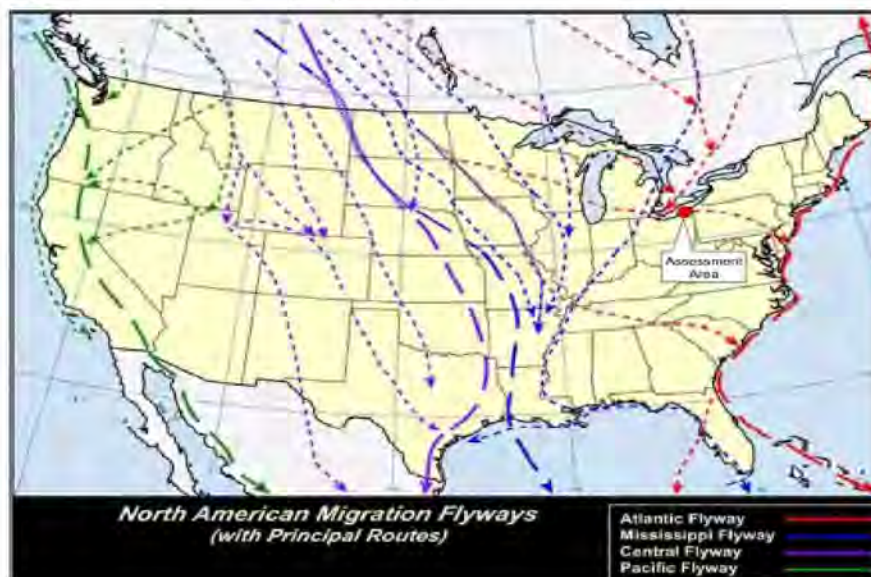 Assessment
Area
North American Migration Flyways
(with Principal Routes)
Atlantic Flyway
Mississippi Flyway
Central Flyway
Pacific Flyway